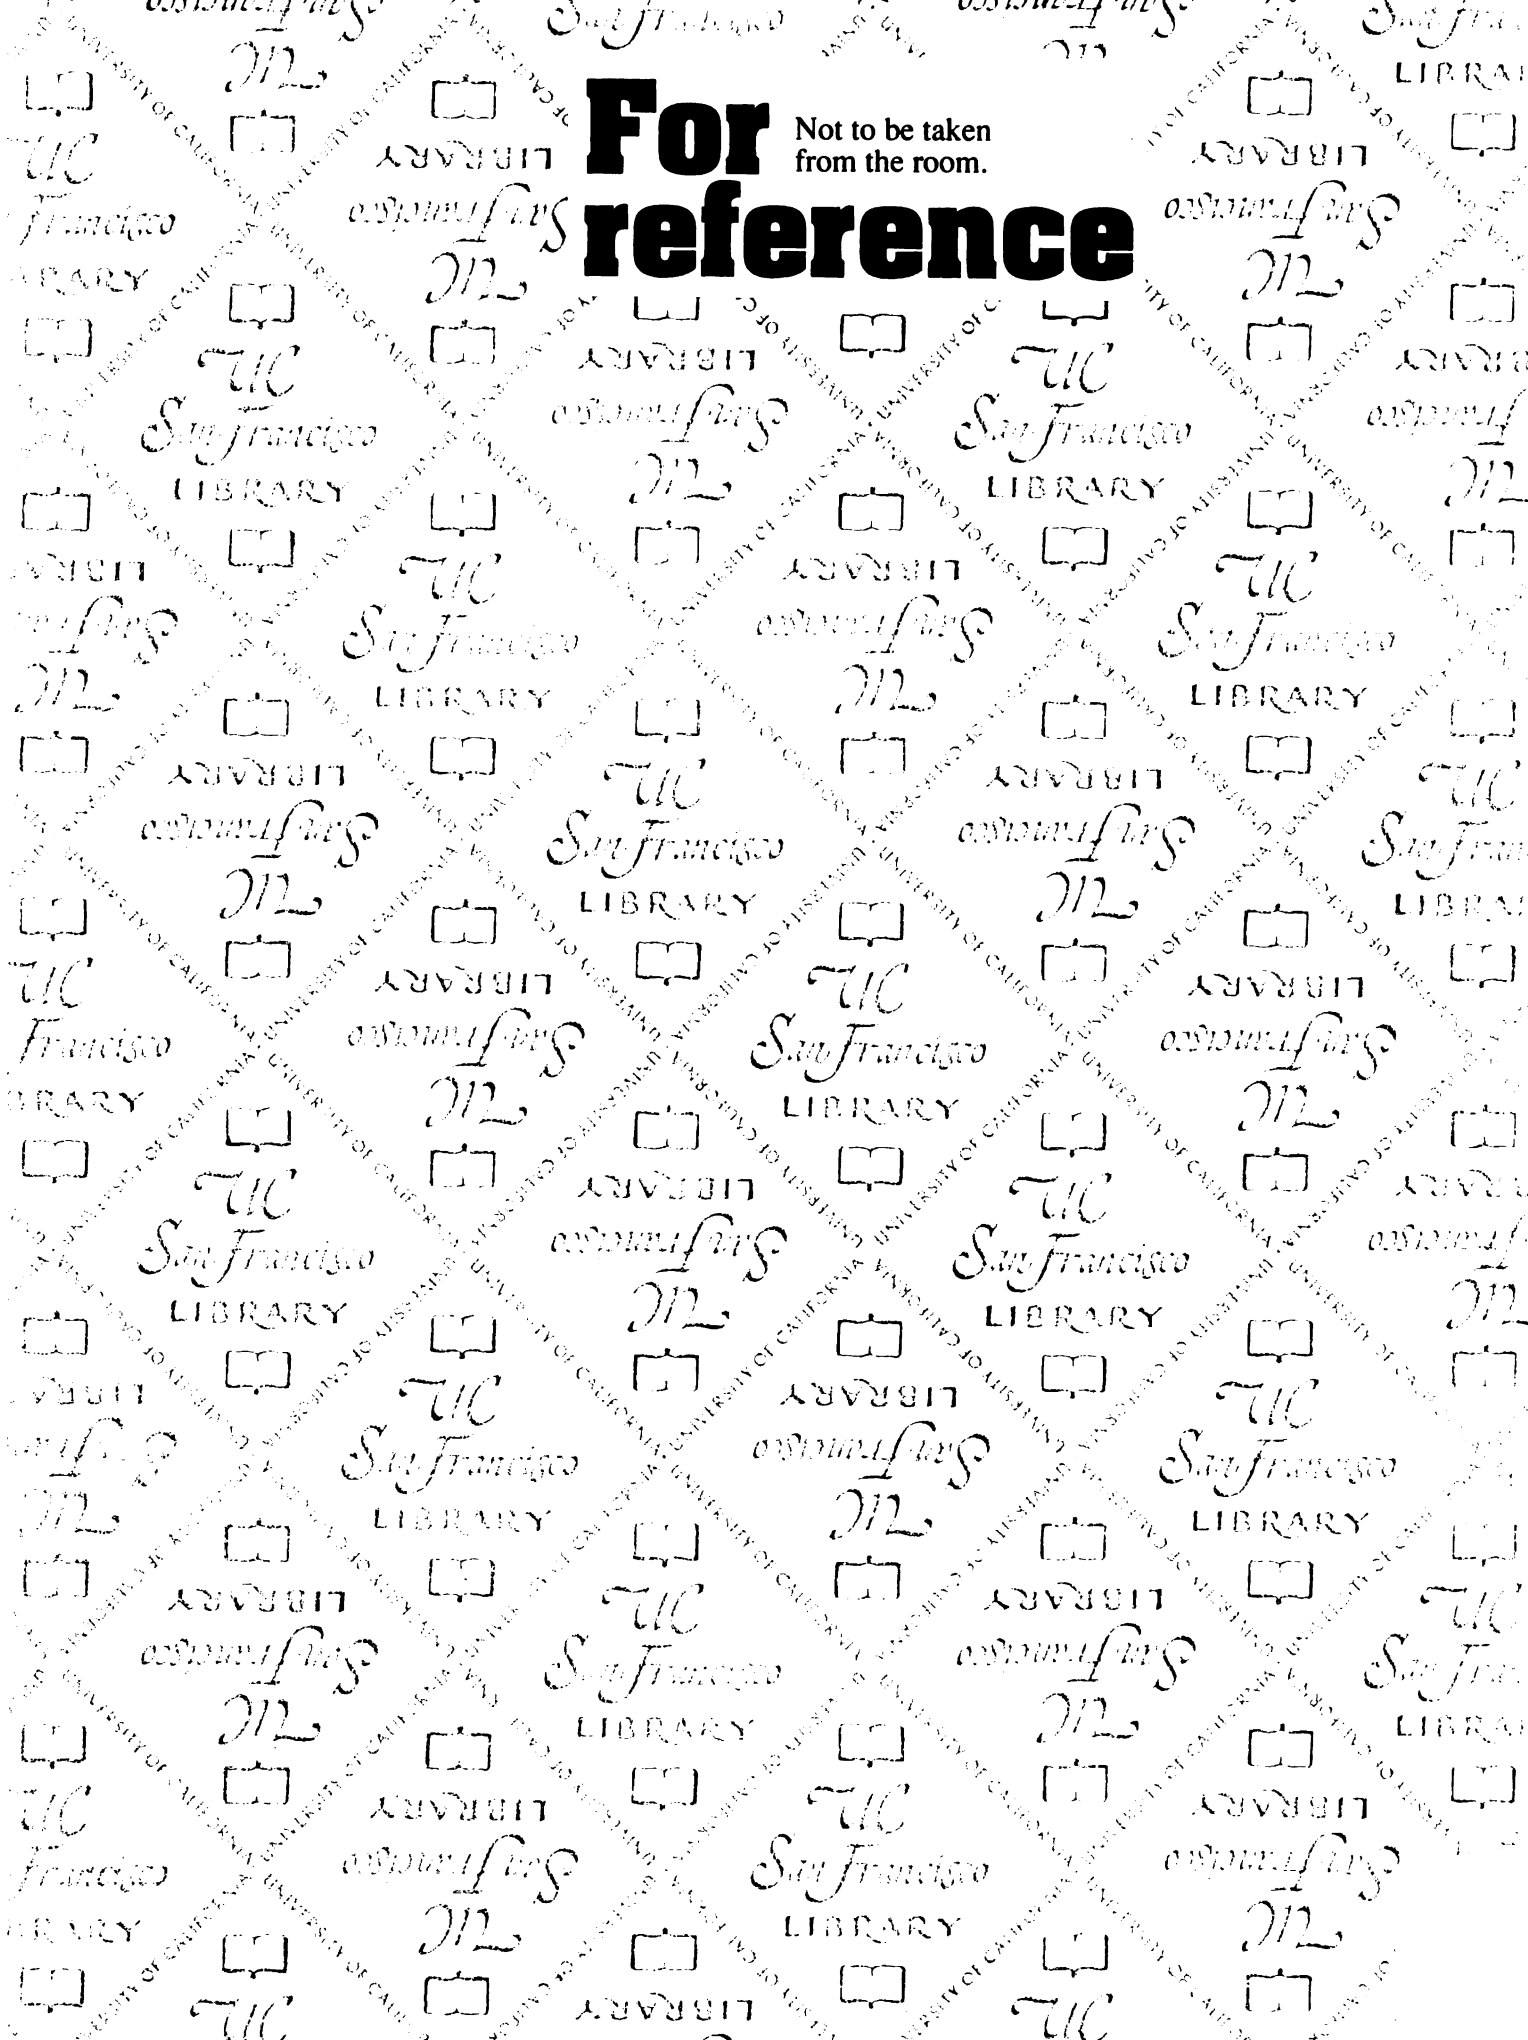 For
Not to be taken
from the room.
reference
UC
San Francisco
LIBRARY
UNIVERSITY OF CALIFORNIA